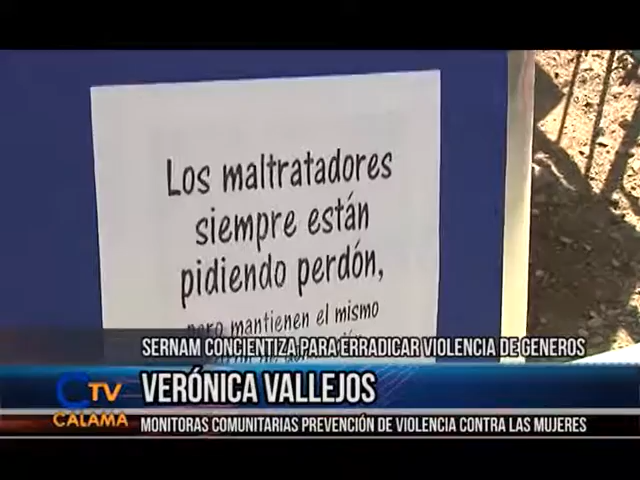 Los maltratadores
siempre están
pidiendo perdón,
pero mantienen el mismo
SERNAM CONCIENTIZA PARA ERRADICAR VIOLENCIA DE GENEROS
VERÓNICA VALLEJOS
CTV
CALAMA
MONITORAS COMUNITARIAS PREVENCIÓN DE VIOLENCIA CONTRA LAS MUJERES